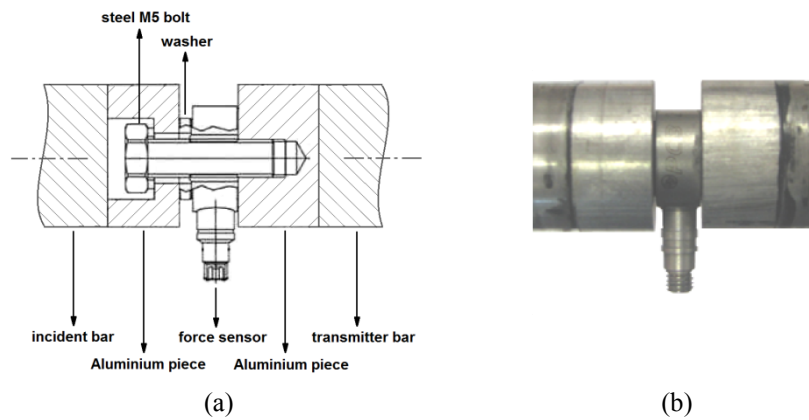 steel M5 bolt
washer
incident bar
force sensor
transmitter bar
Aluminium piece
Aluminium piece
(a)
(b)